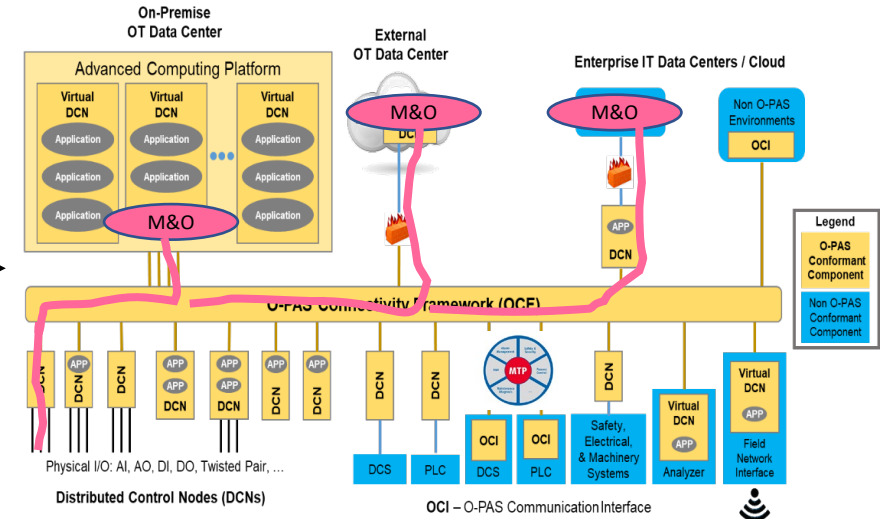 On-Premise
OT Data Center
External
OT Data Center
Enterprise IT Data Centers / Cloud
Advanced Computing Platform
Virtual
DCN
Application
Application
Application
Virtual
DCN
Application
Application
Virtual
DCN
Application
Application
Application
M&O
M&O
M&O
Non O-PAS
Environments
OCI
APP
DCN
Legend
O-PAS
Conformant
Component
Non O-PAS
Conformant
Component
O-PAS Connectivity Framework (OCF)
DCN
APP
DCN
DCN
APP
APP
DCN
APP
APP
DCN
APP
DCN
APP
DCN
DCN
DCS
DCN
PLC
MTP
OCI
DCS
OCI
PLC
DCN
Safety,
Electrical,
& Machinery
Systems
Virtual
DCN
APP
Analyzer
Virtual
DCN
APP
Field
Network
Interface
Physical I/O: AI, AO, DI, DO, Twisted Pair, ...
Distributed Control Nodes (DCNs)
OCI – O-PAS Communication Interface